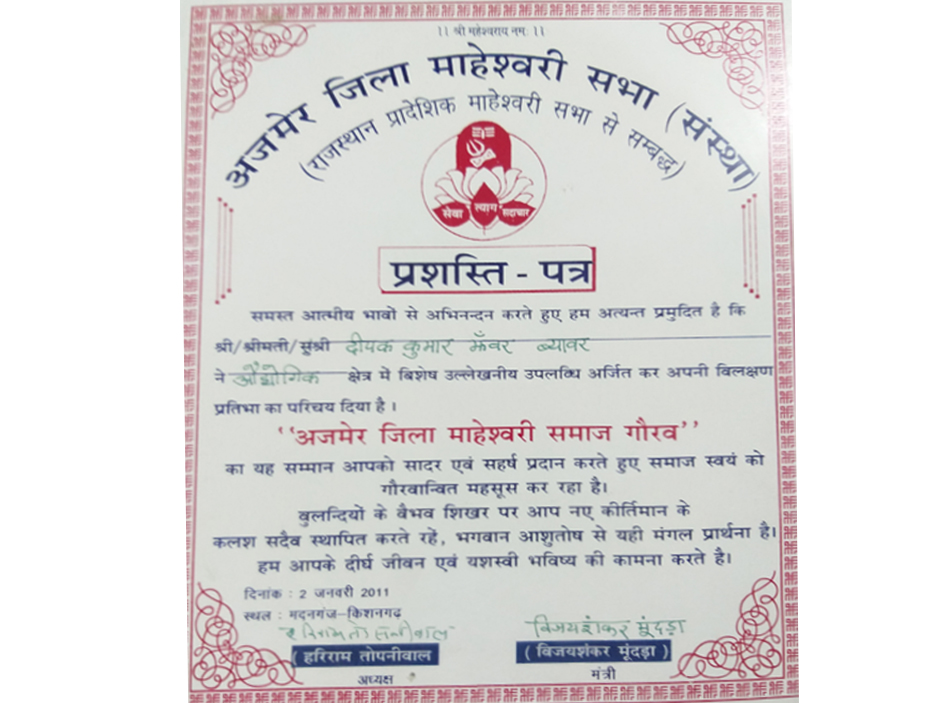 ।। श्री महेश्वराय नमः ।।
अजमेर जिला माहेश्वरी सभा (संस्था)
(राजस्थान प्रादेशिक माहेश्वरी सभा से सम्बद्ध)
सेवा त्याग सदाचार
प्रशस्ति - पत्र
समस्त आत्मीय भावों से अभिनन्दन करते हुए हम अत्यन्त प्रमुदित है कि
श्री/श्रीमती/सुश्री दीपक कुमार झँवर ब्यावर
ने औद्योगिक क्षेत्र में बिशेष उल्लेखनीय उपलब्धि अर्जित कर अपनी विलक्षण
प्रतिभा का परिचय दिया है ।
‘‘अजमेर जिला माहेश्वरी समाज गौरव’’
का यह सम्मान आपको सादर एवं सहर्ष प्रदान करते हुए समाज स्वयं को
गौरवान्वित महसूस कर रहा है।
वुलन्दियों के वैभव शिखर पर आप नए कीर्तिमान के
कलश सदैव स्थापित करते रहें, भगवान आशुतोष से यही मंगल प्रार्थना है।
हम आपके दीर्घ जीवन एवं यशस्वी भविष्य की कामना करते है।
दिनांक : 2 जनवरी 2011
स्थल : मदनगंज-किशनगढ़
विजयशंकर मूंदड़ा
(हरिराम तोपनीवाल) ( विजयशंकर मूंदड़ा )
अध्यक्ष मंत्री